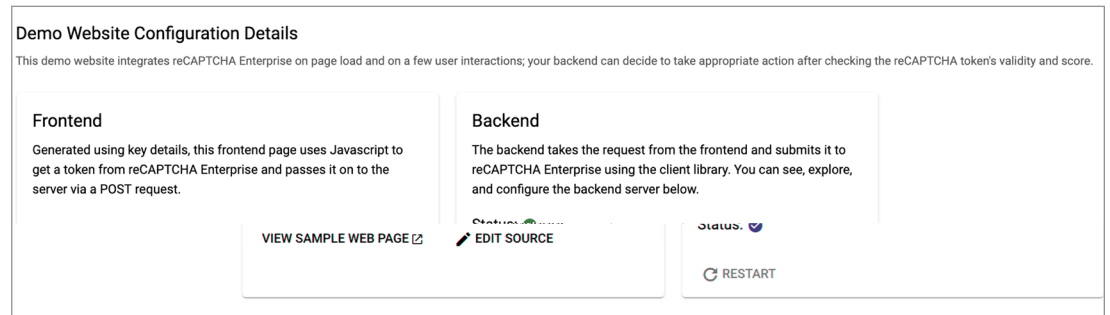 Demo Website Configuration Details
This demo website integrates reCAPTCHA Enterprise on page load and on a few user interactions; your backend can decide to take appropriate action after checking the reCAPTCHA token's validity and score.
Frontend
Generated using key details, this frontend page uses Javascript to
get a token from reCAPTCHA Enterprise and passes it on to the
server via a POST request.
VIEW SAMPLE WEB PAGE
EDIT SOURCE
Backend
The backend takes the request from the frontend and submits it to
reCAPTCHA Enterprise using the client library. You can see, explore,
and configure the backend server below.
Status:
Status:
RESTART